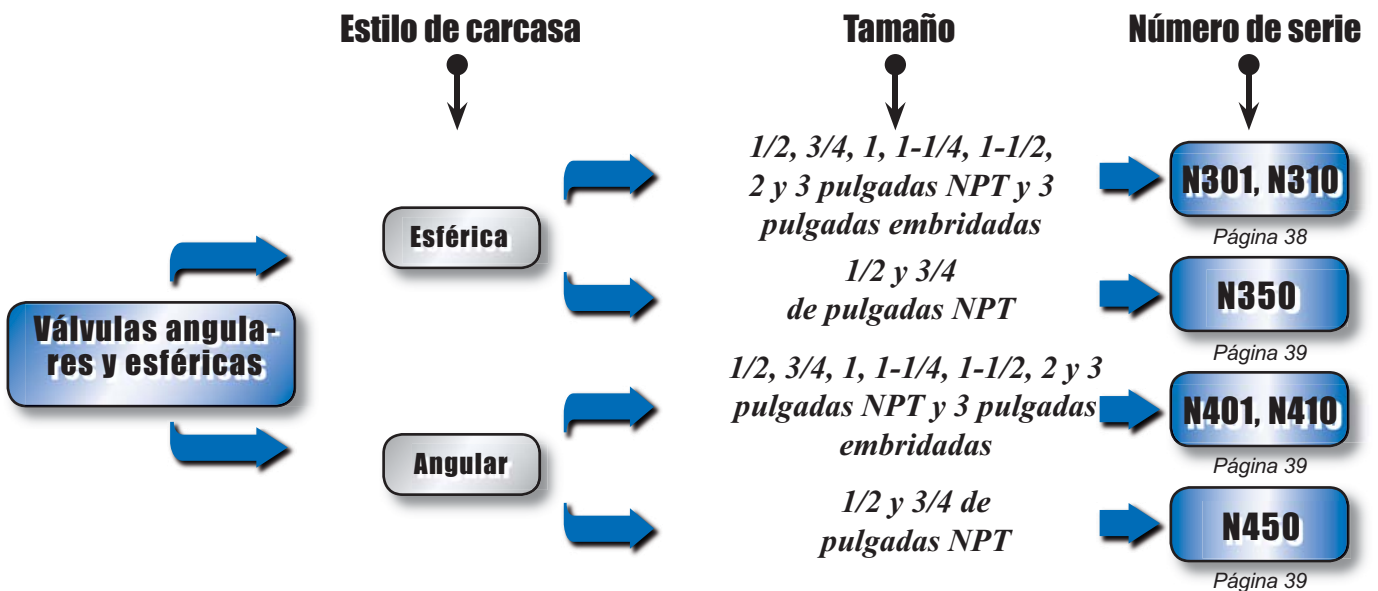 Estilo de carcasa
Tamaño
Número de serie
Válvulas angula-
res y esféricas
Esférica
1/2, 3/4, 1, 1-1/4, 1-1/2,
2 y 3 pulgadas NPT y 3
pulgadas embridadas
N301, N310
Página 38
1/2 y 3/4
de pulgadas NPT
N350
Página 39
Angular
1/2, 3/4, 1, 1-1/4, 1-1/2, 2 y 3
pulgadas NPT y 3 pulgadas
embridadas
N401, N410
Página 39
1/2 y 3/4 de
pulgadas NPT
N450
Página 39